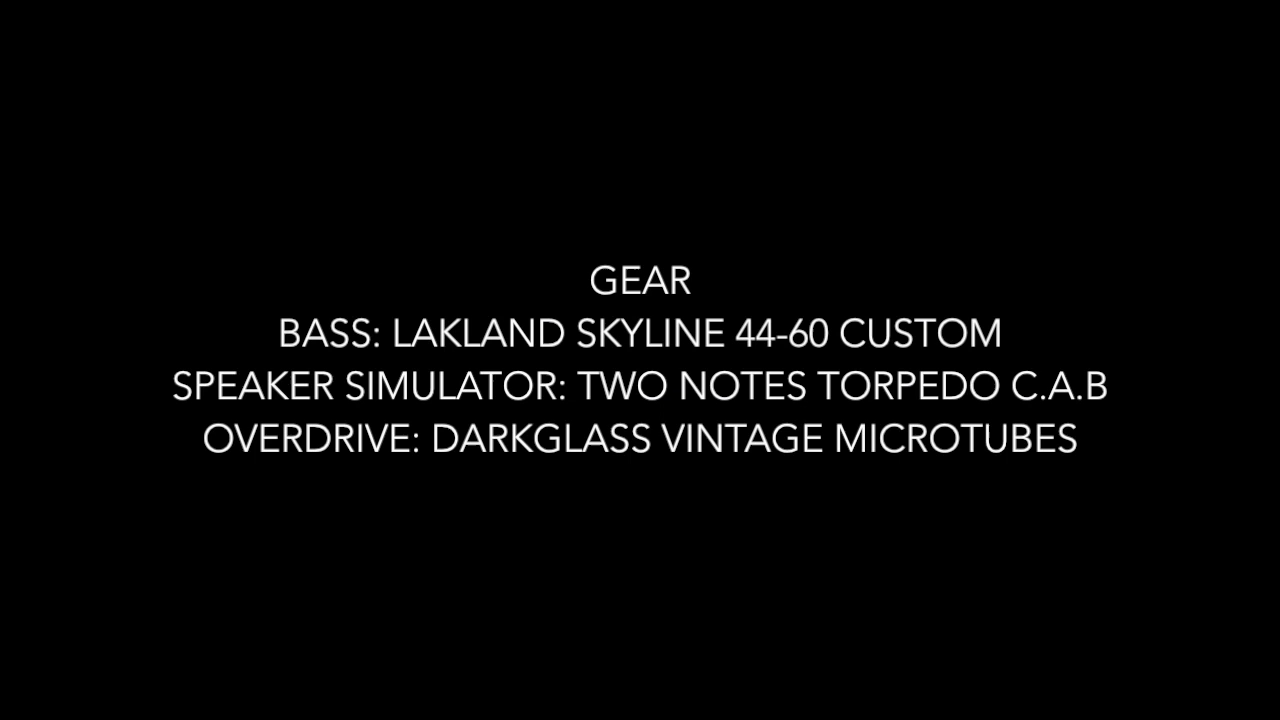 GEAR
BASS: LAKLAND SKYLINE 44-60 CUSTOM
SPEAKER SIMULATOR: TWO NOTES TORPEDO C.A.B
OVERDRIVE: DARKGLASS VINTAGE MICROTUBES